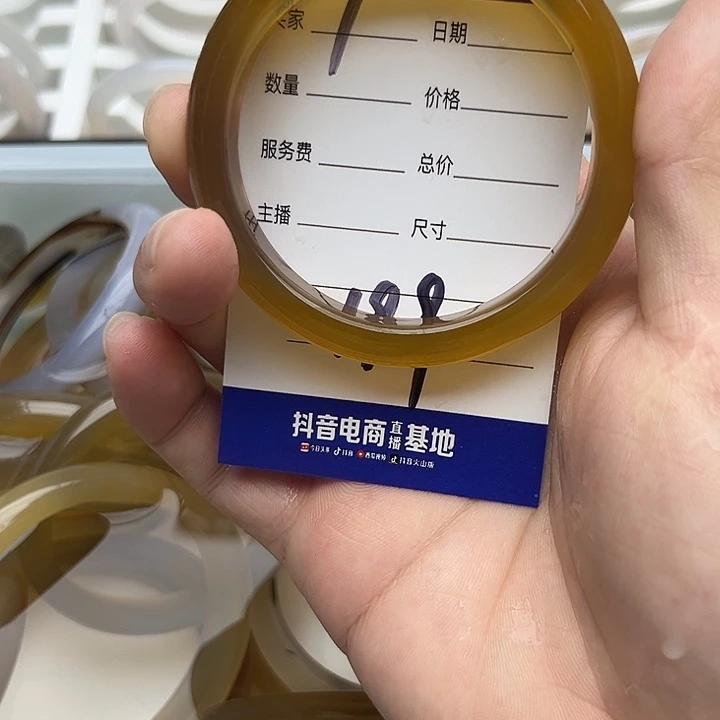 家 日期
数量 价格
服务费 总价
主播 尺寸
抖音电商直播基地
今日头条 抖音 西瓜视频 抖音火山版